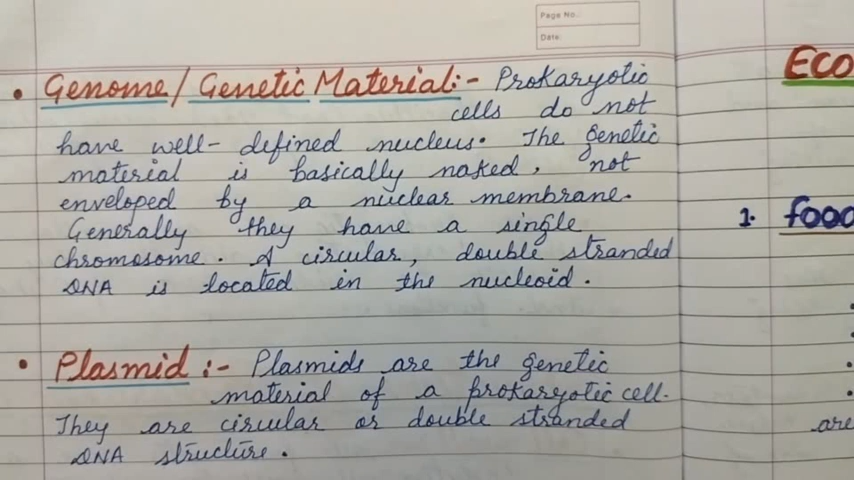 Page No.:
Date:
• Genome/Genetic Material:- Prokaryotic
cells do not
have well-defined nucleus. The genetic
material is basically naked, not
enveloped by a nuclear membrane.
Generally they have a single
chromosome. A circular, double stranded
DNA is located in the nucleoid.
• Plasmid :- Plasmids are the genetic
material of a prokaryotic cell.
They are circular or double stranded
DNA structure.
Eco
1. food
are